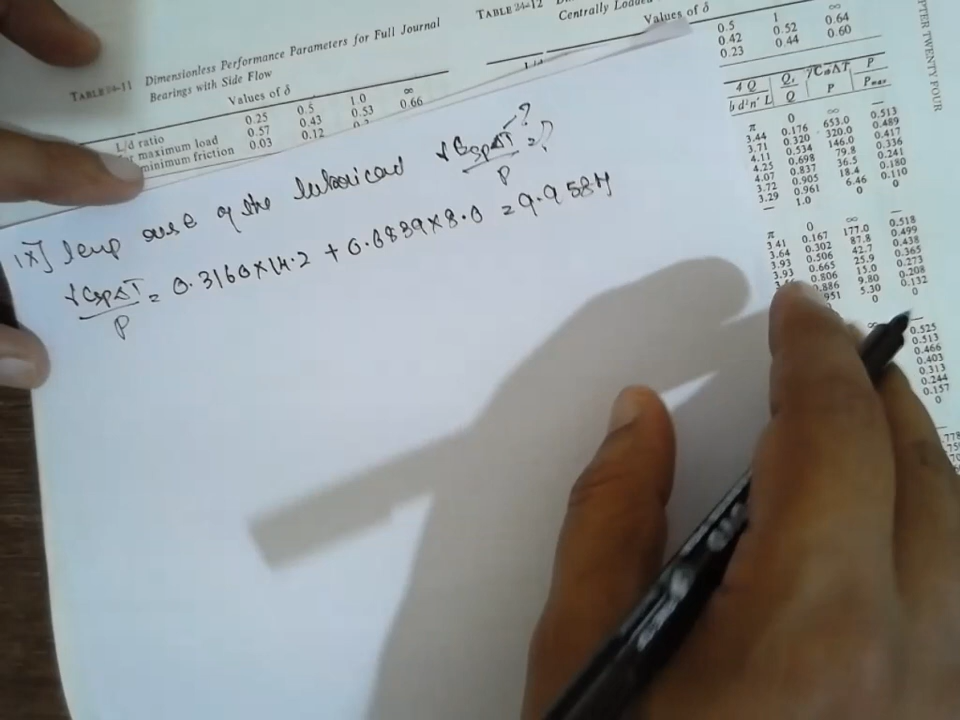 TABLE 24-11 Dimensionless Performance Parameters for Full Journal
Bearings with Side Flow
Values of δ
L/d ratio 0.25 0.5 1 0 ∞
maximum load 0.57 0.43 0.53 0.66
minimum friction 0.03 0.12
TABLE 24-12
Centrally Loaded
Values of δ
0.5 1 ∞
0.42 0.52 0.64
0.23 0.44 0.60
PTER TWENTY FOUR
4 Q Q, γCₛₚΔT P
b d'n' L Q P Pmax
π 0 ∞ —
3.44 0.176 653.0 0.513
3.71 0.320 320.0 0.489
4.11 0.534 146.0 0.417
4.25 0.698 79.8 0.336
4.07 0.837 36.5 0.241
3.72 0.905 18.4 0.180
3.29 0.961 6.46 0.110
— 1.0 0 0
π 0 ∞ —
3 41 0.167 177.0 0.518
3.64 0.302 87.8 0.499
3.93 0.506 42.7 0.438
3.93 0.665 25.9 0.365
0.806 15.0 0.273
0.886 9.80 0.208
951 5.30 0.132
0 0
∞ —
0.525
0.513
0.466
0.403
0.313
0.244
0.157
0
ix] Temp rise of the lubricant γCspΔT/P = ?
γCspΔT/P = 0.3160×14.2 + 0.6839×8.0 = 9.9584